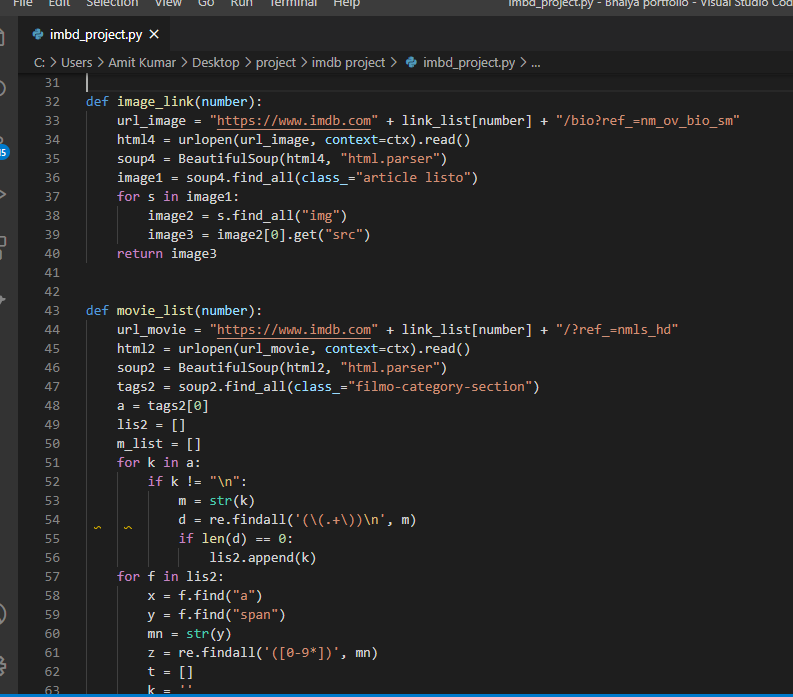 File Edit Selection View Go Run Terminal Help imbd_project.py - Bhaiya portfolio - Visual Studio Cod
imbd_project.py ×
C: > Users > Amit Kumar > Desktop > project > imdb project > imbd_project.py > ...
31
32 def image_link(number):
33     url_image = "https://www.imdb.com" + link_list[number] + "/bio?ref_=nm_ov_bio_sm"
34     html4 = urlopen(url_image, context=ctx).read()
35     soup4 = BeautifulSoup(html4, "html.parser")
36     image1 = soup4.find_all(class_="article listo")
37     for s in image1:
38         image2 = s.find_all("img")
39         image3 = image2[0].get("src")
40     return image3
41
42
43 def movie_list(number):
44     url_movie = "https://www.imdb.com" + link_list[number] + "/?ref_=nmls_hd"
45     html2 = urlopen(url_movie, context=ctx).read()
46     soup2 = BeautifulSoup(html2, "html.parser")
47     tags2 = soup2.find_all(class_="filmo-category-section")
48     a = tags2[0]
49     lis2 = []
50     m_list = []
51     for k in a:
52         if k != "\n":
53             m = str(k)
54             d = re.findall('(\(.+\))\n', m)
55             if len(d) == 0:
56                 lis2.append(k)
57     for f in lis2:
58         x = f.find("a")
59         y = f.find("span")
60         mn = str(y)
61         z = re.findall('([0-9*])', mn)
62         t = []
63         k = ''